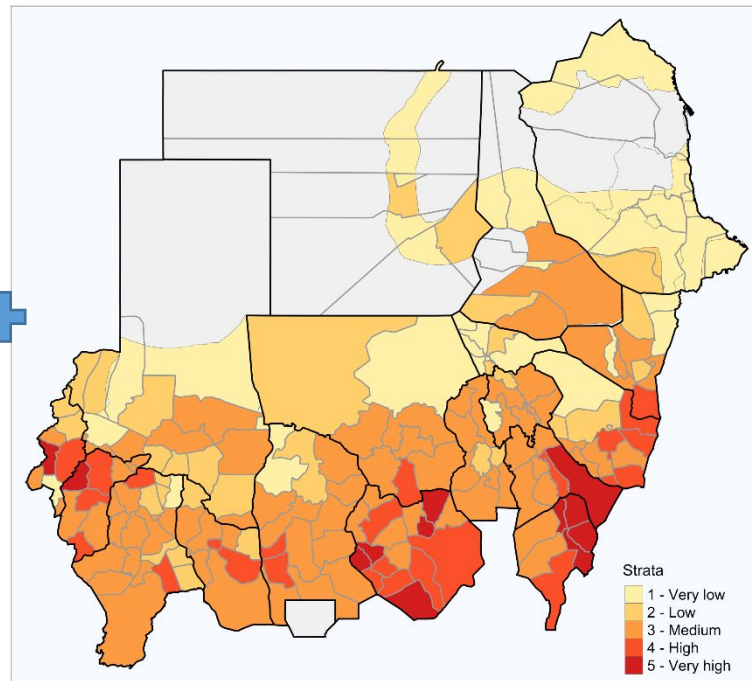 Strata
1 - Very low
2 - Low
3 - Medium
4 - High
5 - Very high